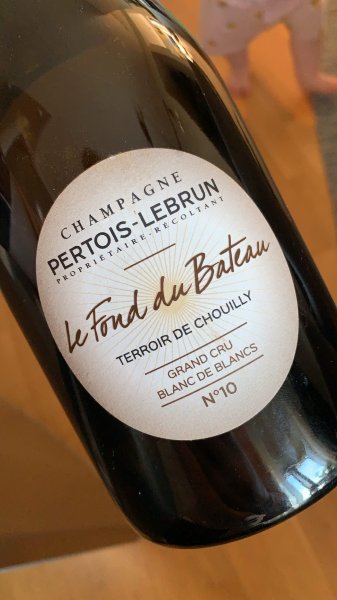 CHAMPAGNE
PERTOIS-LEBRUN
PROPRIÉTAIRE-RÉCOLTANT
Le Fond du Bateau
TERROIR DE CHOUILLY
GRAND CRU
BLANC DE BLANCS
N°10